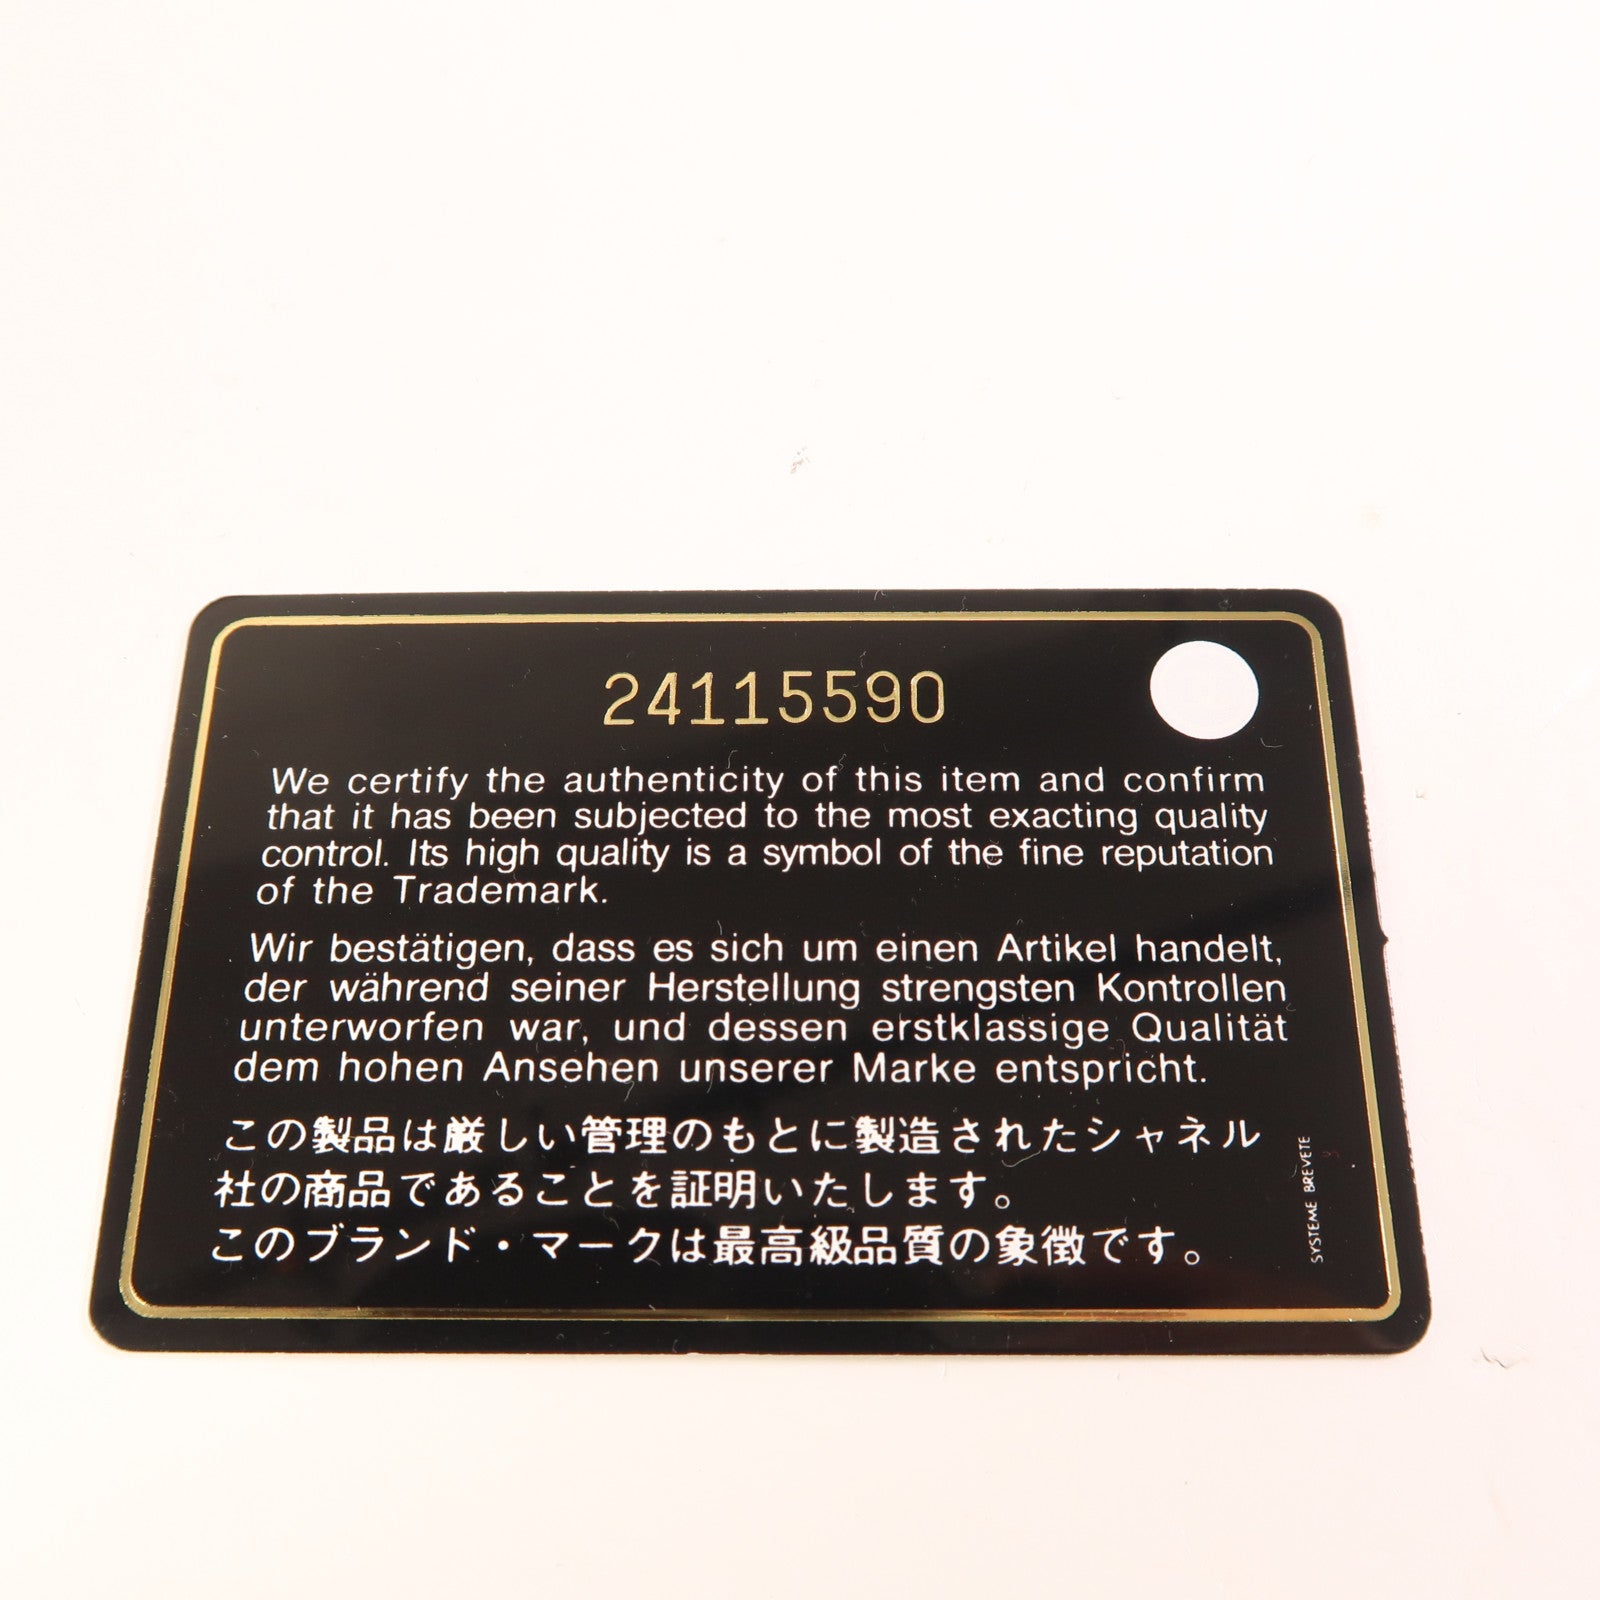 24115590
We certify the authenticity of this item and confirm
that it has been subjected to the most exacting quality
control. Its high quality is a symbol of the fine reputation
of the Trademark.
Wir bestätigen, dass es sich um einen Artikel handelt,
der während seiner Herstellung strengsten Kontrollen
unterworfen war, und dessen erstklassige Qualität
dem hohen Ansehen unserer Marke entspricht.
この製品は厳しい管理のもとに製造されたシャネル
社の商品であることを証明いたします。
このブランド・マークは最高級品質の象徴です。
SYSTEME BREVETE